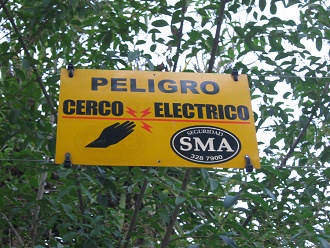 PELIGRO
CERCO ELECTRICO
SEGURIDAD
SMA
328 7900